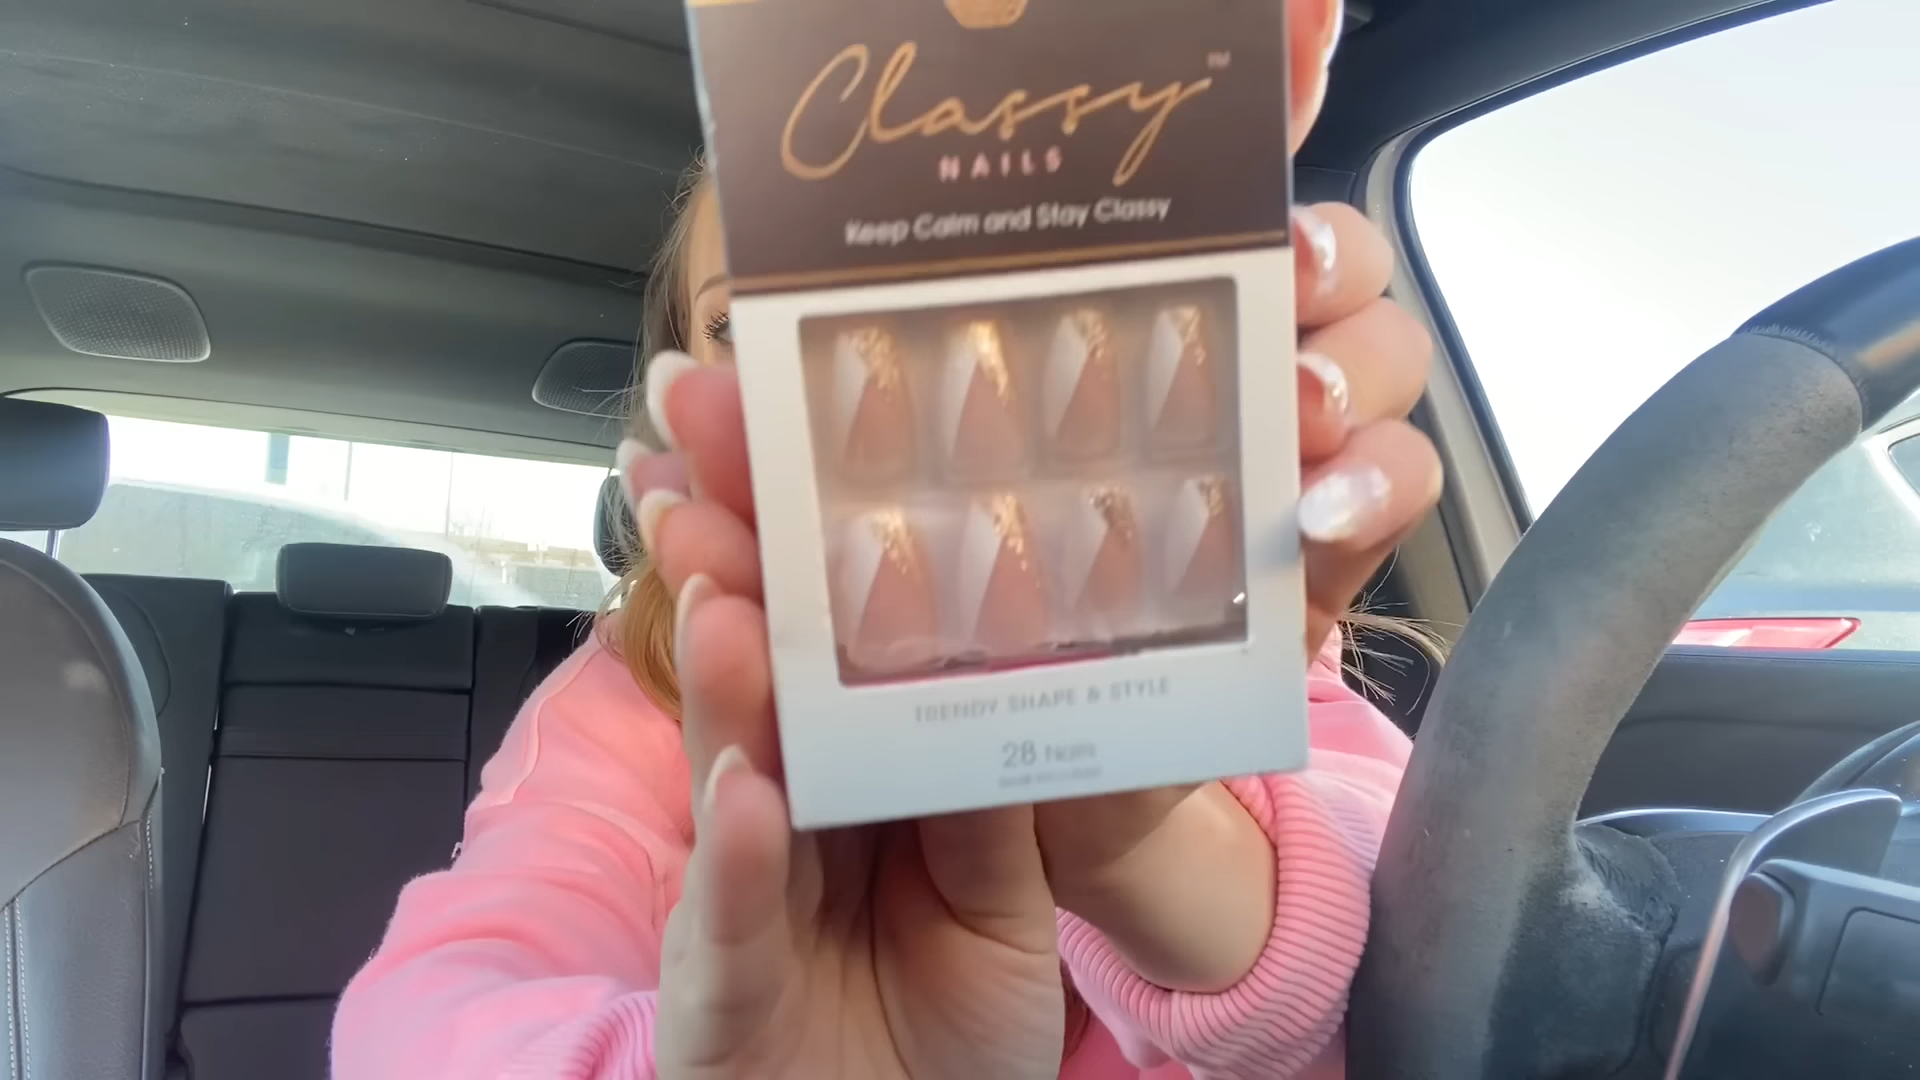 Classy™
NAILS
Keep Calm and Stay Classy
TRENDY SHAPE & STYLE
28 Nails